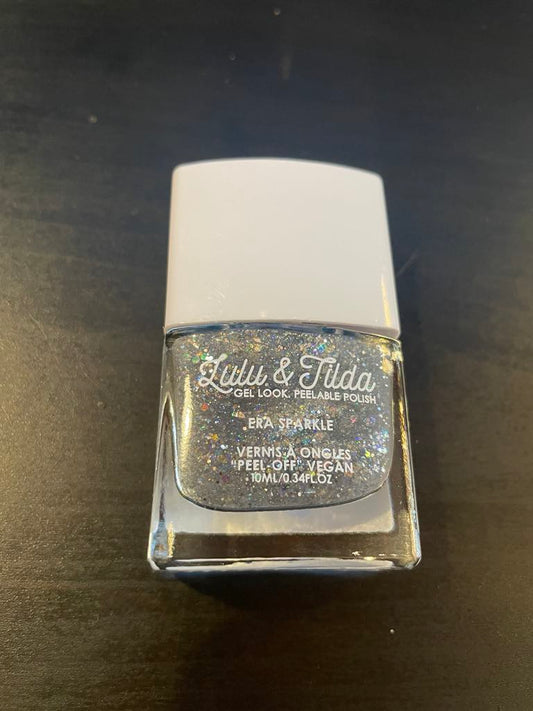 Lulu & Tilda
GEL LOOK. PEELABLE POLISH
ERA SPARKLE
VERNIS À ONGLES
"PEEL-OFF" VEGAN
10ML/0.34FL.OZ